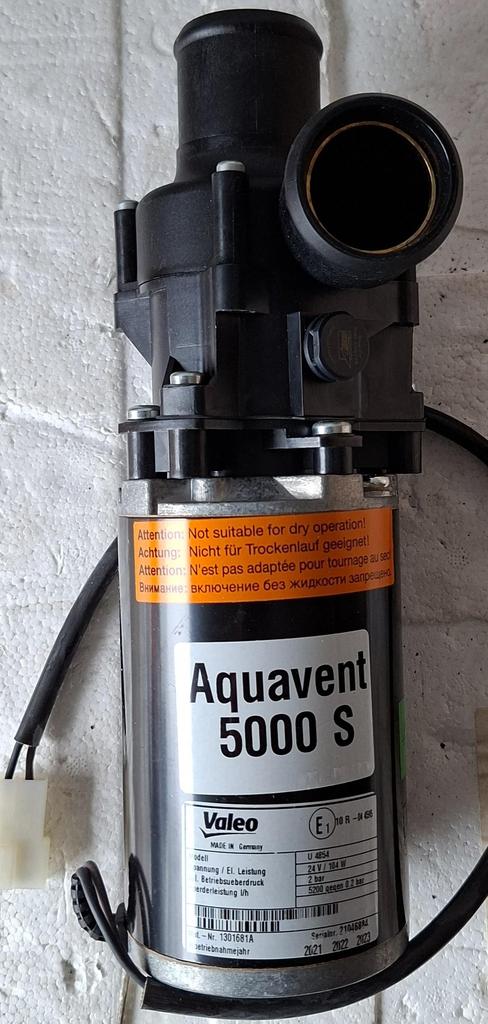 Attention: Not suitable for dry operation!
Achtung: Nicht für Trockenlauf geeignet!
Attention: N'est pas adaptée pour tournage au sec
Внимание: включение без жидкости запрещено
Aquavent
5000 S
Valeo
MADE IN Germany
E1 10 R - 04
odell U 4854
pannung / El. Leistung 24 V / 104 W
l. Betriebsueberdruck 2 bar
erderleistung l/h 5200 gegen 0.2 bar
Serialnr.
- Nr. 1301681A
etriebnahmejahr 2021 2022 2023